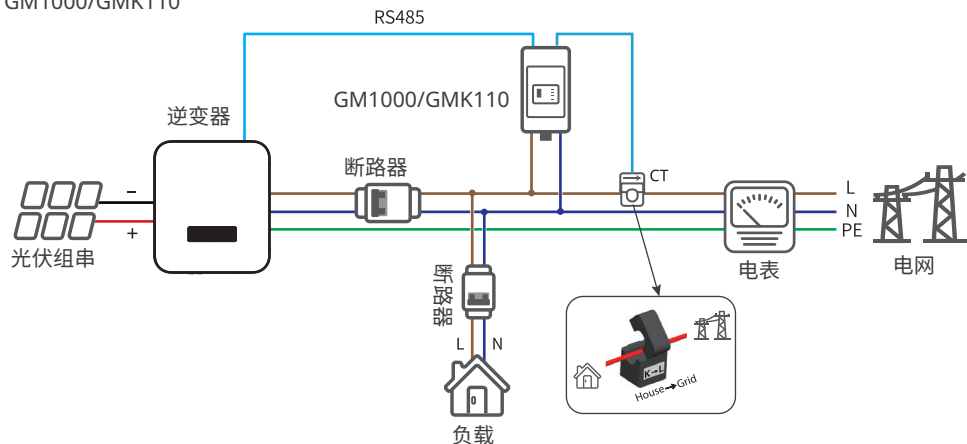 GM1000/GMK110
RS485
GM1000/GMK110
逆变器
断路器
CT
L
N
PE
−
+
光伏组串
电表
电网
断路器
L N
K→L
House→Grid
负载